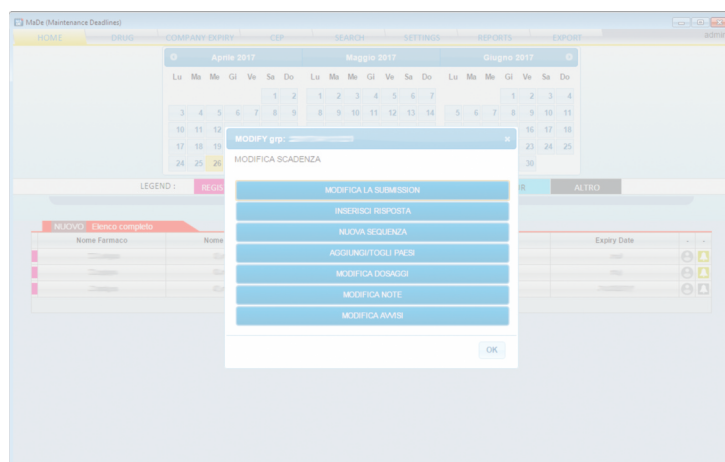 MaDe (Maintenance Deadlines)
HOME DRUG COMPANY EXPIRY CEP SEARCH SETTINGS REPORTS EXPORT admin
Aprile 2017 Maggio 2017 Giugno 2017
Lu Ma Me Gi Ve Sa Do Lu Ma Me Gi Ve Sa Do Lu Ma Me Gi Ve Sa Do
1 2 1 2 3 4 5 6 7 1 2 3 4
3 4 5 6 7 8 9 8 9 10 11 12 13 14 5 6 7 8 9 10 11
10 11 12 16 17 18
17 18 19 23 24 25
24 25 26 30
MODIFY grp:
MODIFICA SCADENZA
MODIFICA LA SUBMISSION
INSERISCI RISPOSTA
NUOVA SEQUENZA
AGGIUNGI/TOGLI PAESI
MODIFICA DOSAGGI
MODIFICA NOTE
MODIFICA AVVISI
OK
LEGEND : REGIS ALTRO
NUOVO Elenco completo
Nome Farmaco Nome Expiry Date